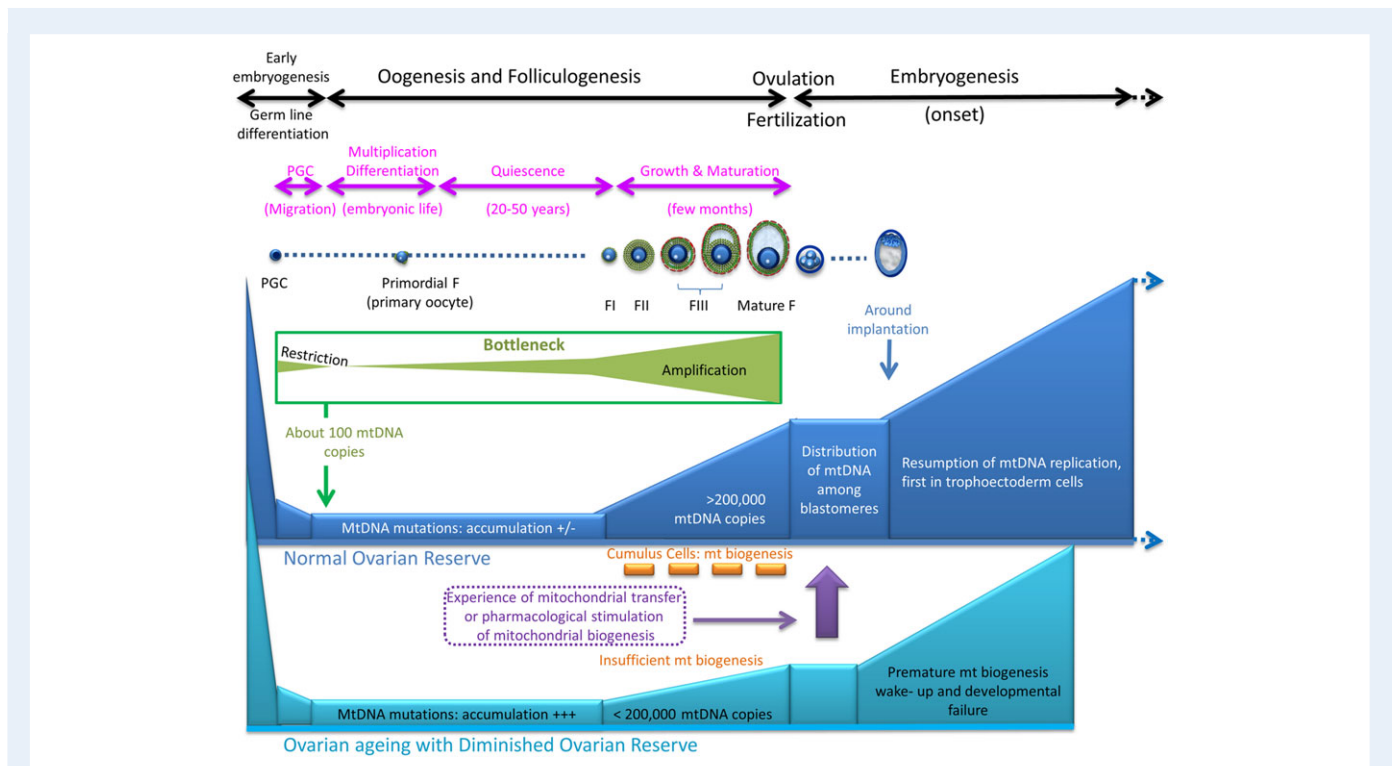 Early
embryogenesis
Oogenesis and Folliculogenesis
Ovulation
Embryogenesis
Germ line
differentiation
Fertilization
(onset)
PGC
Multiplication
Differentiation
Quiescence
Growth & Maturation
(Migration)
(embryonic life)
(20-50 years)
(few months)
PGC
Primordial F
(primary oocyte)
FI
FII
FIII
Mature F
Around
implantation
Restriction
Bottleneck
Amplification
About 100 mtDNA
copies
MtDNA mutations: accumulation +/-
>200,000
mtDNA copies
Distribution
of mtDNA
among
blastomeres
Resumption of mtDNA replication,
first in trophoectoderm cells
Normal Ovarian Reserve
Cumulus Cells: mt biogenesis
Experience of mitochondrial transfer
or pharmacological stimulation
of mitochondrial biogenesis
Insufficient mt biogenesis
MtDNA mutations: accumulation +++
< 200,000 mtDNA copies
Premature mt biogenesis
wake- up and developmental
failure
Ovarian ageing with Diminished Ovarian Reserve